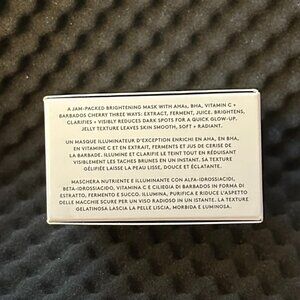 A JAM-PACKED BRIGHTENING MASK WITH AHAs, BHA, VITAMIN C +
BARBADOS CHERRY THREE WAYS: EXTRACT, FERMENT, JUICE. BRIGHTENS,
CLARIFIES + VISIBLY REDUCES DARK SPOTS FOR A QUICK GLOW-UP.
JELLY TEXTURE LEAVES SKIN SMOOTH, SOFT + RADIANT.
UN MASQUE ILLUMINATEUR D'EXCEPTION ENRICHI EN AHA, EN BHA,
EN VITAMINE C ET EN EXTRAIT, FERMENTS ET JUS DE CERISE DE
LA BARBADE. ILLUMINE ET CLARIFIE LE TEINT TOUT EN RÉDUISANT
VISIBLEMENT LES TACHES BRUNES EN UN INSTANT. SA TEXTURE
GÉLIFIÉE LAISSE LA PEAU LISSE, DOUCE ET ÉCLATANTE.
MASCHERA NUTRIENTE E ILLUMINANTE CON ALFA-IDROSSIACIDI,
BETA-IDROSSIACIDO, VITAMINA C E CILIEGIA DI BARBADOS IN FORMA DI
ESTRATTO, FERMENTO E SUCCO. ILLUMINA, PURIFICA E RIDUCE L'ASPETTO
DELLE MACCHIE SCURE PER UN VISO RADIOSO IN UN ISTANTE. LA TEXTURE
GELATINOSA LASCIA LA PELLE LISCIA, MORBIDA E LUMINOSA.